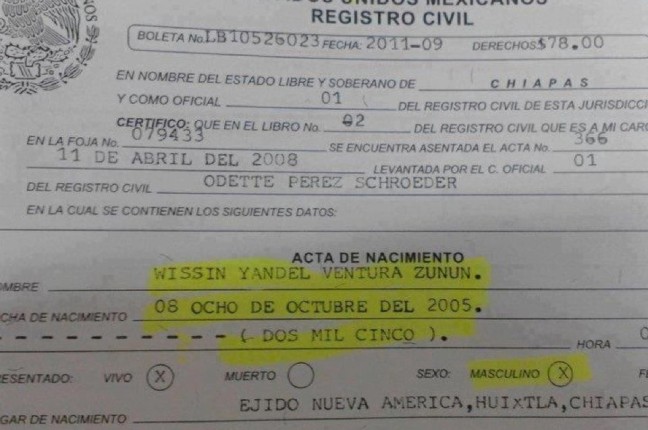 UNIDOS MEXICANOS
REGISTRO CIVIL
BOLETA No. LB10526023 FECHA: 2011-09 DERECHOS: $78.00
EN NOMBRE DEL ESTADO LIBRE Y SOBERANO DE CHIAPAS
Y COMO OFICIAL 01 DEL REGISTRO CIVIL DE ESTA JURISDICCI
CERTIFICO: QUE EN EL LIBRO No. 02 DEL REGISTRO CIVIL QUE ES A MI CARG
EN LA FOJA No. 079433 SE ENCUENTRA ASENTADA EL ACTA No. 366
11 DE ABRIL DEL 2008 LEVANTADA POR EL C. OFICIAL 01
DEL REGISTRO CIVIL ODETTE PEREZ SCHROEDER
EN LA CUAL SE CONTIENEN LOS SIGUIENTES DATOS:
ACTA DE NACIMIENTO
OMBRE WISSIN YANDEL VENTURA ZUNUN.
CHA DE NACIMIENTO 08 OCHO DE OCTUBRE DEL 2005.
- - - - - - - - - - - ( DOS MIL CINCO ). HORA 0
ESENTADO: VIVO (X) MUERTO SEXO: MASCULINO (X) FE
GAR DE NACIMIENTO EJIDO NUEVA AMERICA, HUIXTLA, CHIAPAS